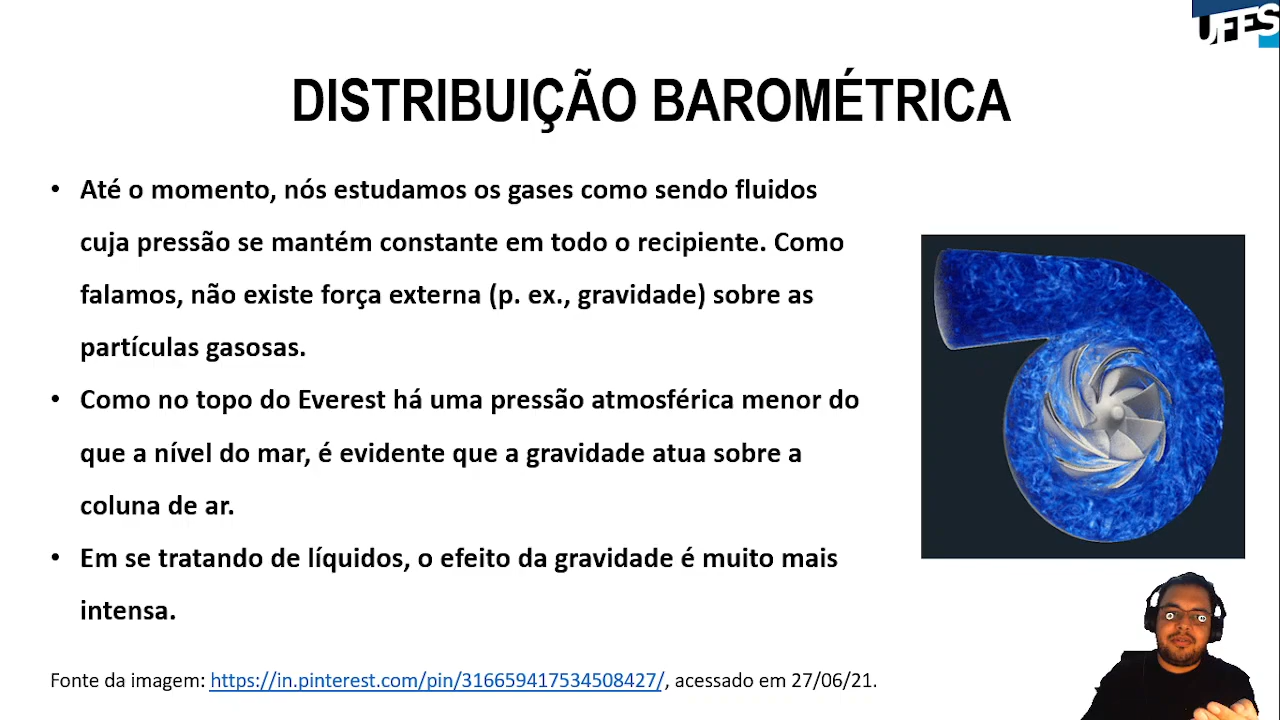 UFES
DISTRIBUIÇÃO BAROMÉTRICA
• Até o momento, nós estudamos os gases como sendo fluidos
cuja pressão se mantém constante em todo o recipiente. Como
falamos, não existe força externa (p. ex., gravidade) sobre as
partículas gasosas.
• Como no topo do Everest há uma pressão atmosférica menor do
que a nível do mar, é evidente que a gravidade atua sobre a
coluna de ar.
• Em se tratando de líquidos, o efeito da gravidade é muito mais
intensa.
Fonte da imagem: https://in.pinterest.com/pin/316659417534508427/, acessado em 27/06/21.